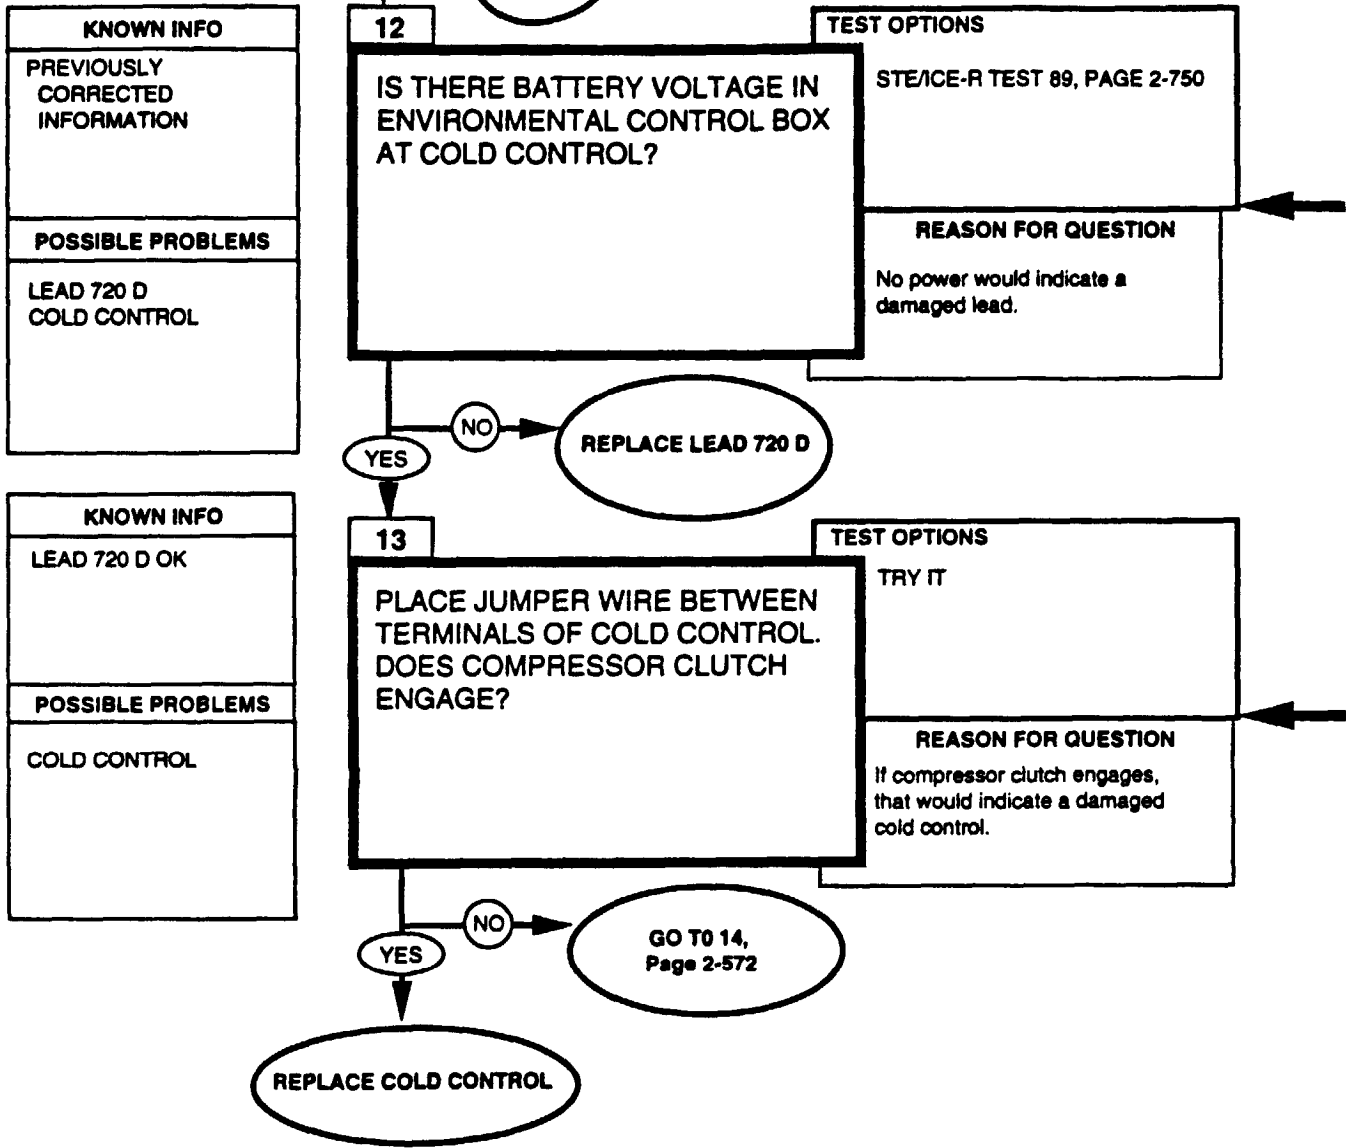 KNOWN INFO
PREVIOUSLY
CORRECTED
INFORMATION
POSSIBLE PROBLEMS
LEAD 720 D
COLD CONTROL
12
IS THERE BATTERY VOLTAGE IN
ENVIRONMENTAL CONTROL BOX
AT COLD CONTROL?
TEST OPTIONS
STE/ICE-R TEST 89, PAGE 2-750
REASON FOR QUESTION
No power would indicate a
damaged lead.
NO
REPLACE LEAD 720 D
YES
KNOWN INFO
LEAD 720 D OK
POSSIBLE PROBLEMS
COLD CONTROL
13
PLACE JUMPER WIRE BETWEEN
TERMINALS OF COLD CONTROL.
DOES COMPRESSOR CLUTCH
ENGAGE?
TEST OPTIONS
TRY IT
REASON FOR QUESTION
If compressor clutch engages,
that would indicate a damaged
cold control.
NO
GO T0 14,
Page 2-572
YES
REPLACE COLD CONTROL